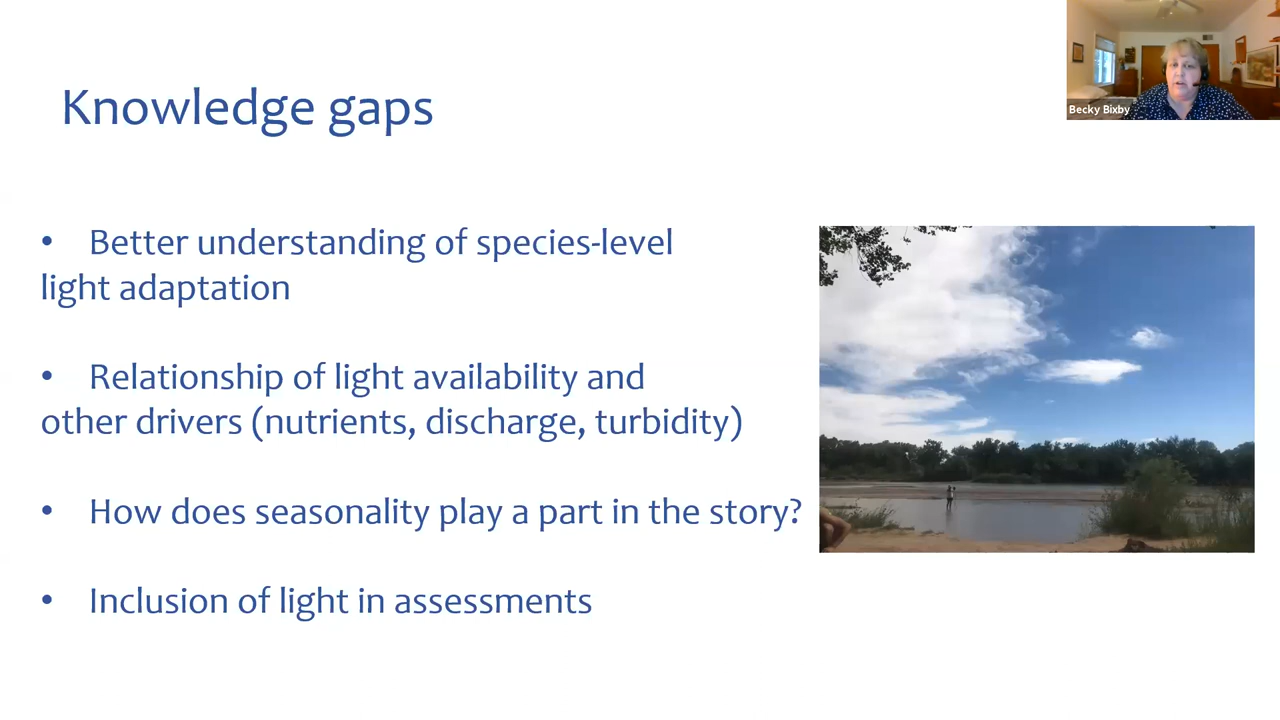 Becky Bixby
Knowledge gaps
• Better understanding of species-level
light adaptation
• Relationship of light availability and
other drivers (nutrients, discharge, turbidity)
• How does seasonality play a part in the story?
• Inclusion of light in assessments